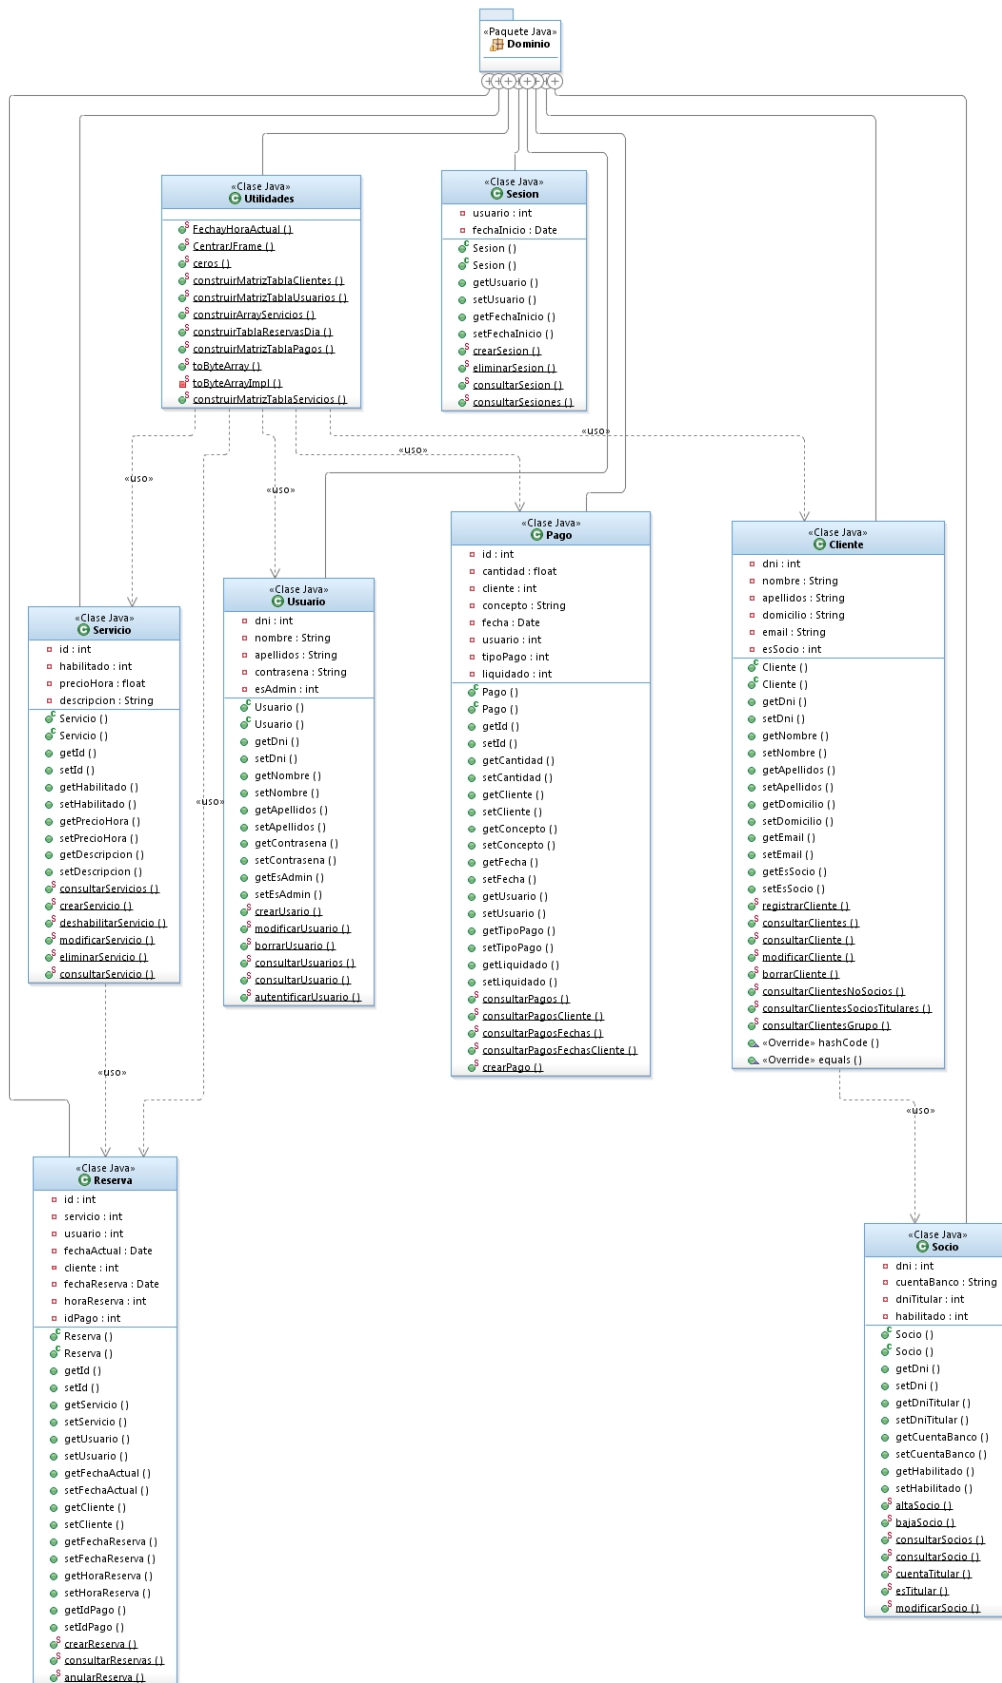 «Paquete Java»
Dominio
«Clase Java»
Utilidades
FechayHoraActual ( )
CentrarJFrame ( )
ceros ( )
construirMatrizTablaClientes ( )
construirMatrizTablaUsuarios ( )
construirArrayServicios ( )
construirTablaReservasDia ( )
construirMatrizTablaPagos ( )
toByteArray ( )
toByteArrayImpl ( )
construirMatrizTablaServicios ( )
«Clase Java»
Sesion
usuario : int
fechaInicio : Date
Sesion ( )
Sesion ( )
getUsuario ( )
setUsuario ( )
getFechaInicio ( )
setFechaInicio ( )
crearSesion ( )
eliminarSesion ( )
consultarSesion ( )
consultarSesiones ( )
«uso»
«uso»
«uso»
«uso»
«Clase Java»
Pago
id : int
cantidad : float
cliente : int
concepto : String
fecha : Date
usuario : int
tipoPago : int
liquidado : int
Pago ( )
Pago ( )
getId ( )
setId ( )
getCantidad ( )
setCantidad ( )
getCliente ( )
setCliente ( )
getConcepto ( )
setConcepto ( )
getFecha ( )
setFecha ( )
getUsuario ( )
setUsuario ( )
getTipoPago ( )
setTipoPago ( )
getLiquidado ( )
setLiquidado ( )
consultarPagos ( )
consultarPagosCliente ( )
consultarPagosFechas ( )
consultarPagosFechasCliente ( )
crearPago ( )
«Clase Java»
Cliente
dni : int
nombre : String
apellidos : String
domicilio : String
email : String
esSocio : int
Cliente ( )
Cliente ( )
getDni ( )
setDni ( )
getNombre ( )
setNombre ( )
getApellidos ( )
setApellidos ( )
getDomicilio ( )
setDomicilio ( )
getEmail ( )
setEmail ( )
getEsSocio ( )
setEsSocio ( )
registrarCliente ( )
consultarClientes ( )
consultarCliente ( )
modificarCliente ( )
borrarCliente ( )
consultarClientesNoSocios ( )
consultarClientesSociosTitulares ( )
consultarClientesGrupo ( )
«Override» hashCode ( )
«Override» equals ( )
«Clase Java»
Usuario
dni : int
nombre : String
apellidos : String
contrasena : String
esAdmin : int
Usuario ( )
Usuario ( )
getDni ( )
setDni ( )
getNombre ( )
setNombre ( )
getApellidos ( )
setApellidos ( )
getContrasena ( )
setContrasena ( )
getEsAdmin ( )
setEsAdmin ( )
crearUsario ( )
modificarUsuario ( )
borrarUsuario ( )
consultarUsuarios ( )
consultarUsuario ( )
autentificarUsuario ( )
«Clase Java»
Servicio
id : int
habilitado : int
precioHora : float
descripcion : String
Servicio ( )
Servicio ( )
getId ( )
setId ( )
getHabilitado ( )
setHabilitado ( )
getPrecioHora ( )
setPrecioHora ( )
getDescripcion ( )
setDescripcion ( )
consultarServicios ( )
crearServicio ( )
deshabilitarServicio ( )
modificarServicio ( )
eliminarServicio ( )
consultarServicio ( )
«uso»
«uso»
«uso»
«Clase Java»
Reserva
id : int
servicio : int
usuario : int
fechaActual : Date
cliente : int
fechaReserva : Date
horaReserva : int
idPago : int
Reserva ( )
Reserva ( )
getId ( )
setId ( )
getServicio ( )
setServicio ( )
getUsuario ( )
setUsuario ( )
getFechaActual ( )
setFechaActual ( )
getCliente ( )
setCliente ( )
getFechaReserva ( )
setFechaReserva ( )
getHoraReserva ( )
setHoraReserva ( )
getIdPago ( )
setIdPago ( )
crearReserva ( )
consultarReservas ( )
anularReserva ( )
«Clase Java»
Socio
dni : int
cuentaBanco : String
dniTitular : int
habilitado : int
Socio ( )
Socio ( )
getDni ( )
setDni ( )
getDniTitular ( )
setDniTitular ( )
getCuentaBanco ( )
setCuentaBanco ( )
getHabilitado ( )
setHabilitado ( )
altaSocio ( )
bajaSocio ( )
consultarSocios ( )
consultarSocio ( )
cuentaTitular ( )
esTitular ( )
modificarSocio ( )